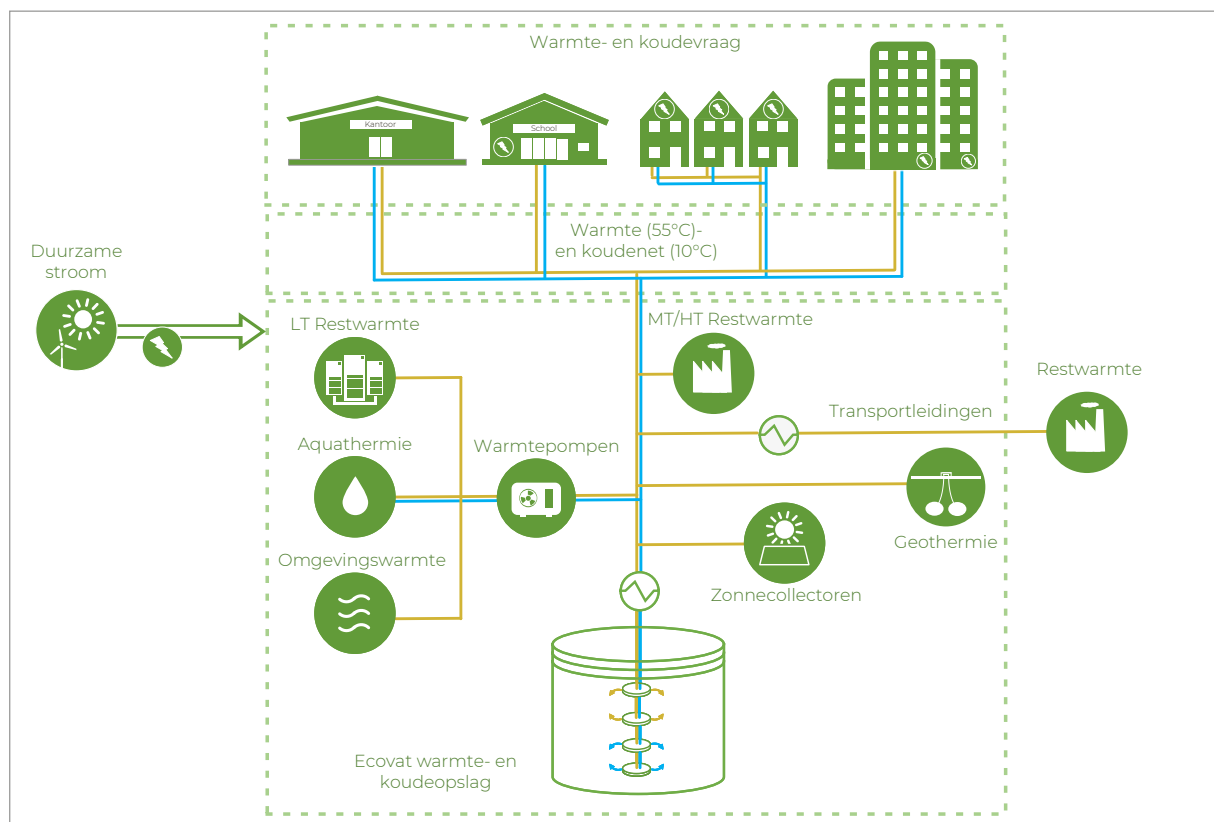 Warmte- en koudevraag
Kantoor
School
Warmte (55°C)-
en koudenet (10°C)
Duurzame
stroom
LT Restwarmte
MT/HT Restwarmte
Restwarmte
Transportleidingen
Aquathermie
Warmtepompen
Geothermie
Omgevingswarmte
Zonnecollectoren
Ecovat warmte- en
koudeopslag